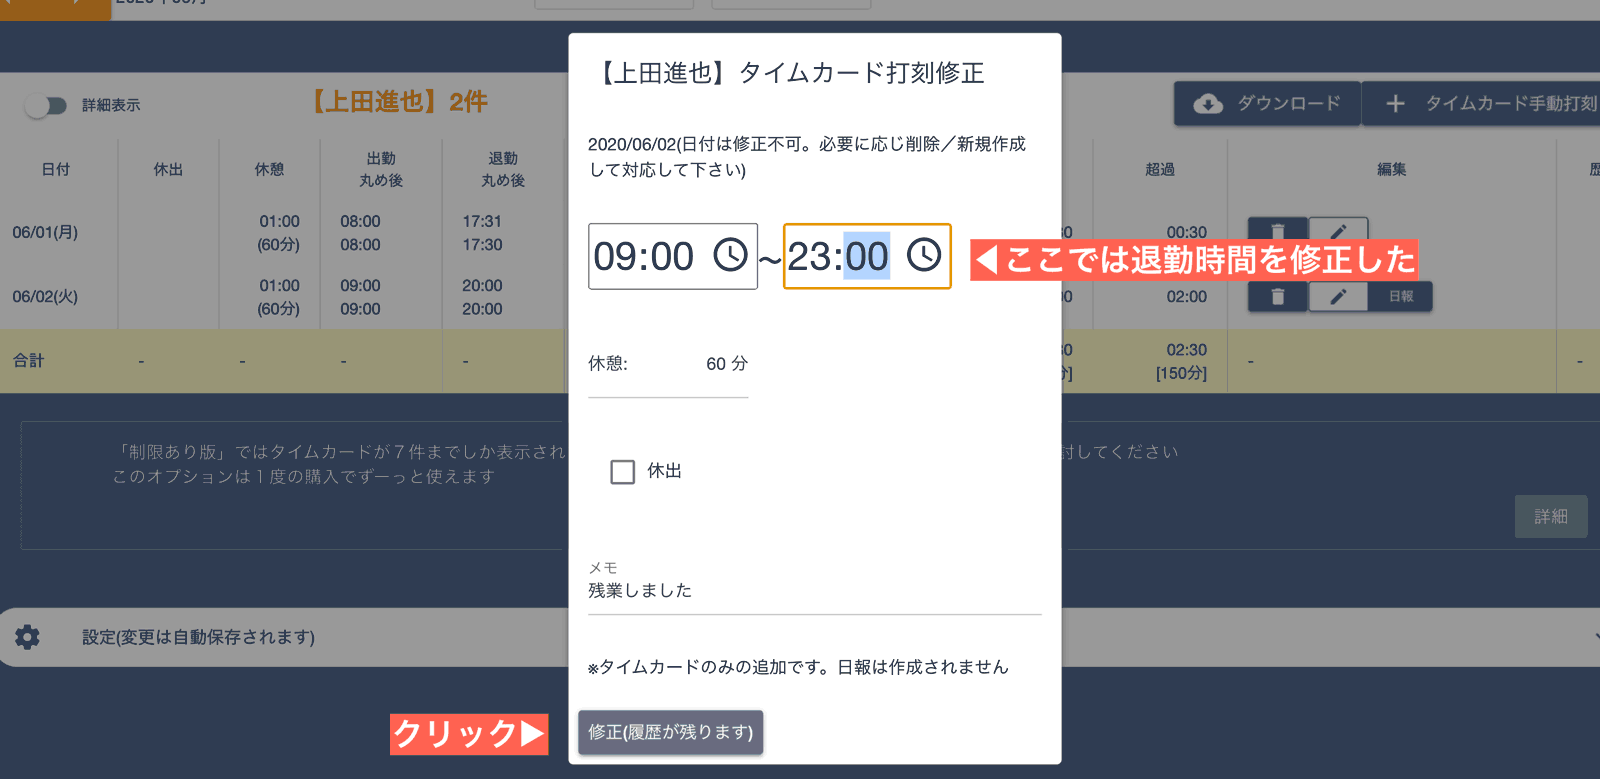 【上田進也】タイムカード打刻修正
詳細表示
【上田進也】2件
ダウンロード
タイムカード手動打刻
2020/06/02(日付は修正不可。必要に応じ削除／新規作成
して対応して下さい)
日付
休出
休憩
出勤
丸め後
退勤
丸め後
超過
編集
06/01(月)
01:00
(60分)
08:00
08:00
17:31
17:30
00:30
09:00
～
23:00
◀ここでは退勤時間を修正した
06/02(火)
01:00
(60分)
09:00
09:00
20:00
20:00
02:00
日報
合計
-
-
-
-
02:30
[150分]
-
-
休憩:
60 分
「制限あり版」ではタイムカードが７件までしか表示され
討してください
このオプションは１度の購入でずーっと使えます
休出
詳細
メモ
残業しました
設定(変更は自動保存されます)
※タイムカードのみの追加です。日報は作成されません
クリック▶
修正(履歴が残ります)